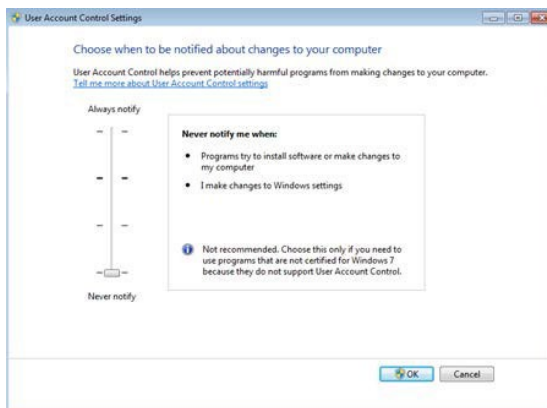 User Account Control Settings
Choose when to be notified about changes to your computer
User Account Control helps prevent potentially harmful programs from making changes to your computer.
Tell me more about User Account Control settings
Always notify
Never notify me when:
Programs try to install software or make changes to
my computer
I make changes to Windows settings
Not recommended. Choose this only if you need to
use programs that are not certified for Windows 7
because they do not support User Account Control.
Never notify
OK
Cancel